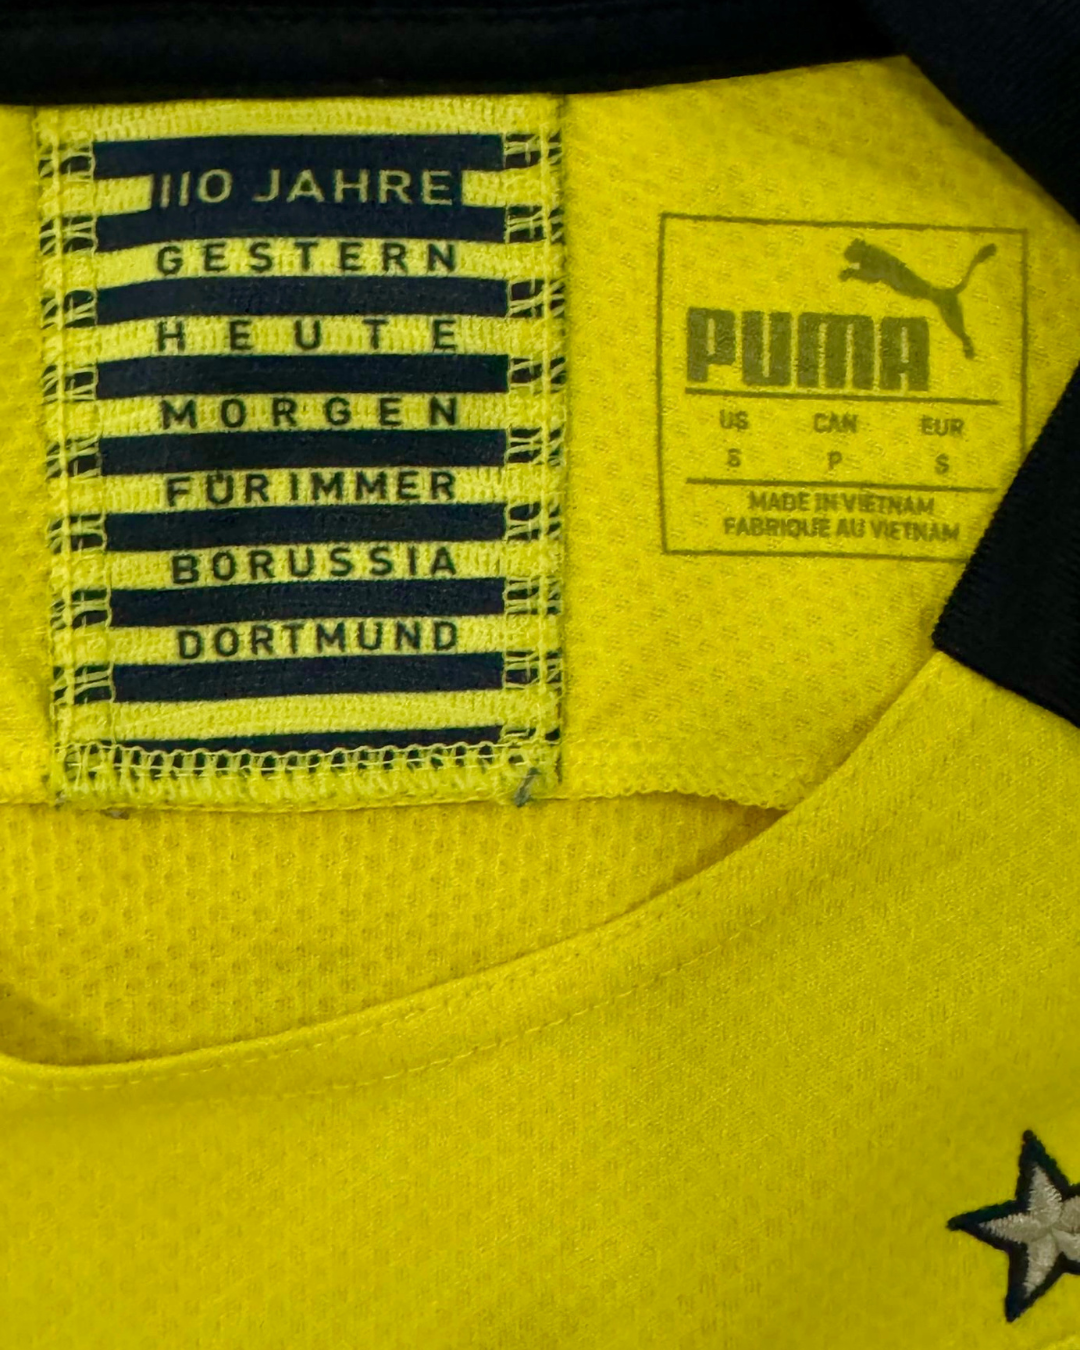 110 JAHRE
GESTERN
HEUTE
MORGEN
FÜR IMMER
BORUSSIA
DORTMUND
PUMA
US CAN EUR
S P S
MADE IN VIETNAM
FABRIQUE AU VIETNAM